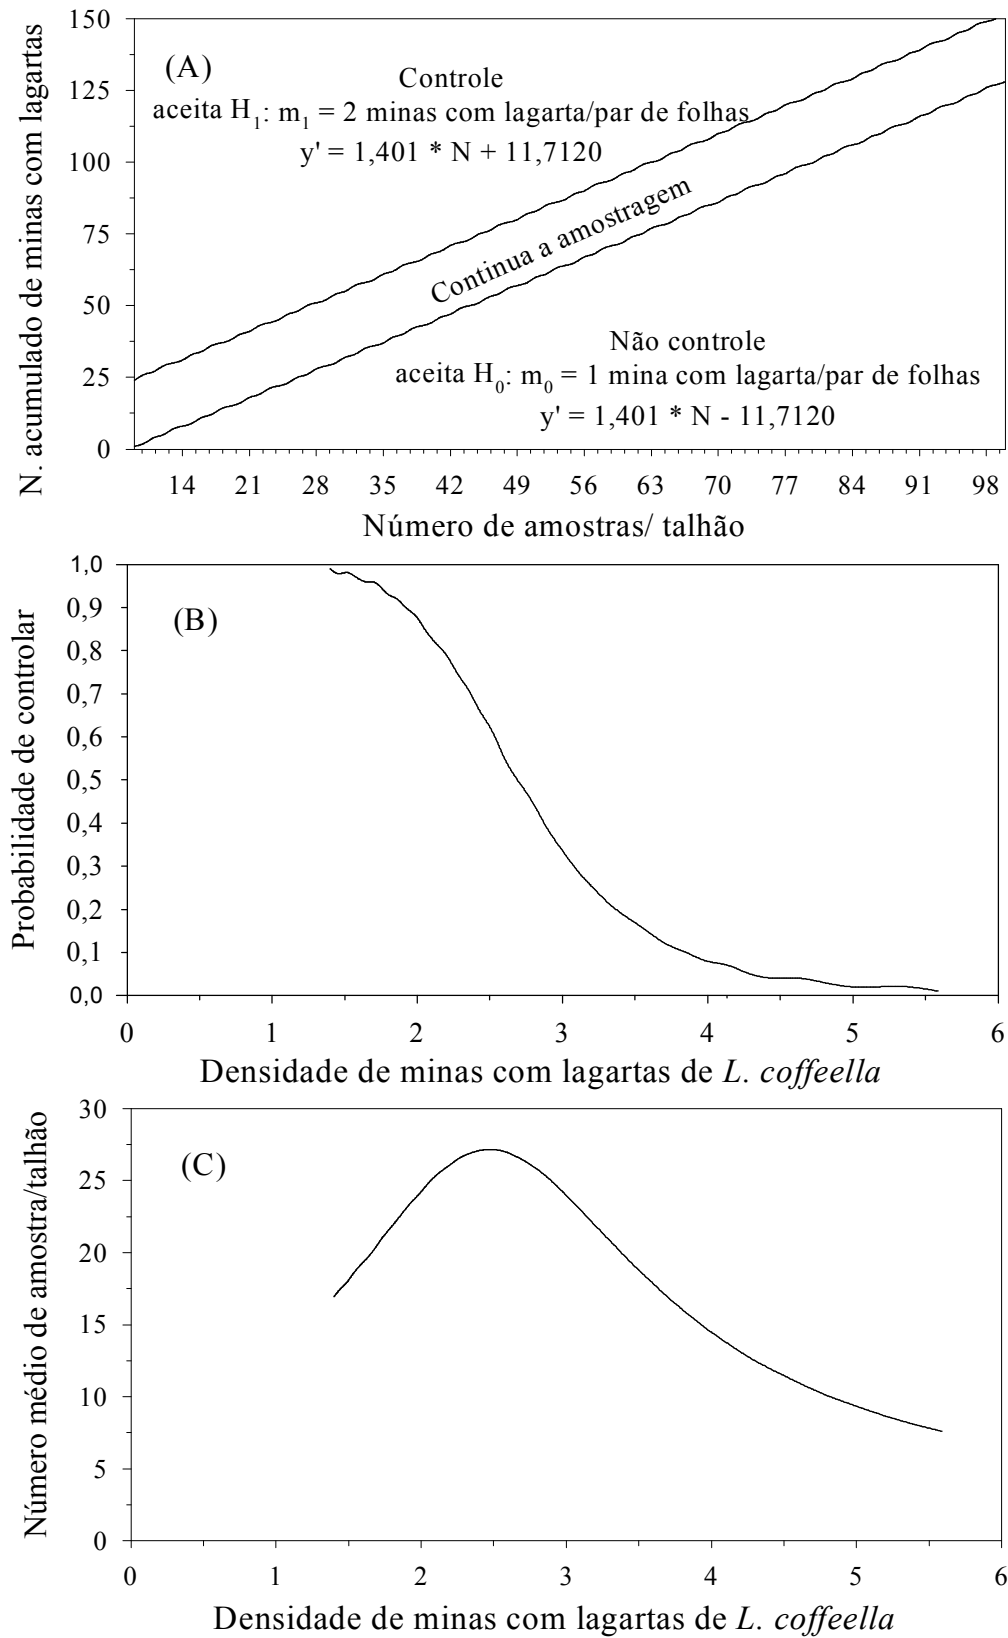 N. acumulado de minas com lagartas
150
125
100
75
50
25
0
(A)
Controle
aceita H1: m1 = 2 minas com lagarta/par de folhas
y' = 1,401 * N + 11,7120
Continua a amostragem
Não controle
aceita H0: m0 = 1 mina com lagarta/par de folhas
y' = 1,401 * N - 11,7120
14 21 28 35 42 49 56 63 70 77 84 91 98
Número de amostras/ talhão
Probabilidade de controlar
1,0
0,9
0,8
0,7
0,6
0,5
0,4
0,3
0,2
0,1
0,0
(B)
0 1 2 3 4 5 6
Densidade de minas com lagartas de L. coffeella
Número médio de amostra/talhão
30
25
20
15
10
5
0
(C)
0 1 2 3 4 5 6
Densidade de minas com lagartas de L. coffeella